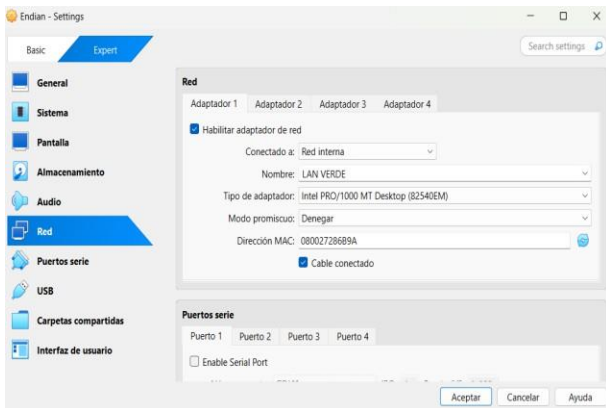 Endian - Settings
Basic Expert Search settings
General
Sistema
Pantalla
Almacenamiento
Audio
Red
Puertos serie
USB
Carpetas compartidas
Interfaz de usuario
Red
Adaptador 1 Adaptador 2 Adaptador 3 Adaptador 4
Habilitar adaptador de red
Conectado a: Red interna
Nombre: LAN VERDE
Tipo de adaptador: Intel PRO/1000 MT Desktop (82540EM)
Modo promiscuo: Denegar
Dirección MAC: 080027286B9A
Cable conectado
Puertos serie
Puerto 1 Puerto 2 Puerto 3 Puerto 4
Enable Serial Port
Aceptar Cancelar Ayuda